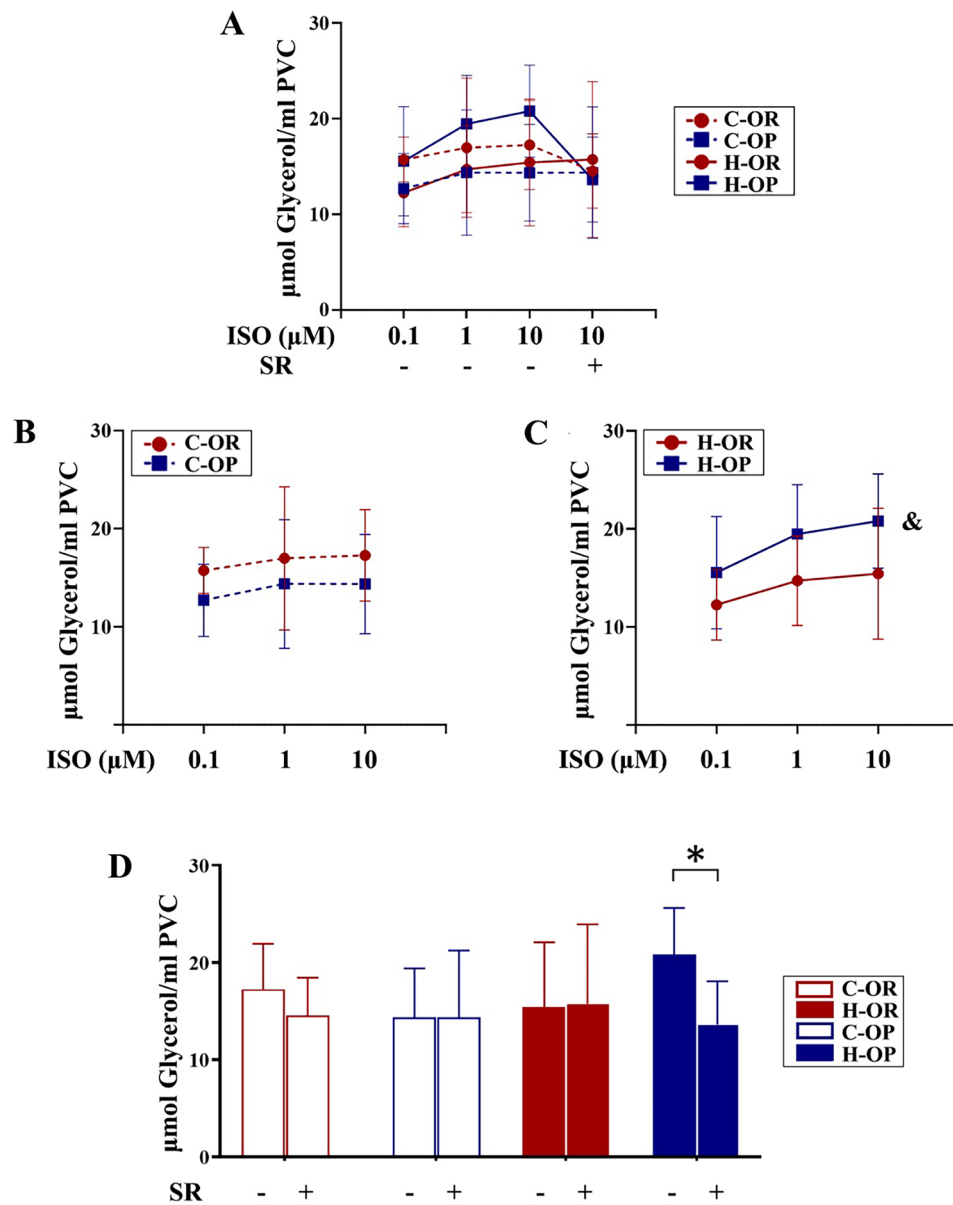 A
μmol Glycerol/ml PVC
30
20
10
0
ISO (μM) 0.1 1 10 10
SR - - - +
C-OR
C-OP
H-OR
H-OP
B
μmol Glycerol/ml PVC
30
20
10
C-OR
C-OP
ISO (μM) 0.1 1 10
C
μmol Glycerol/ml PVC
30
20
10
H-OR
H-OP
&
ISO (μM) 0.1 1 10
D
μmol Glycerol/ml PVC
30
20
10
0
*
SR - + - + - + - +
C-OR
H-OR
C-OP
H-OP